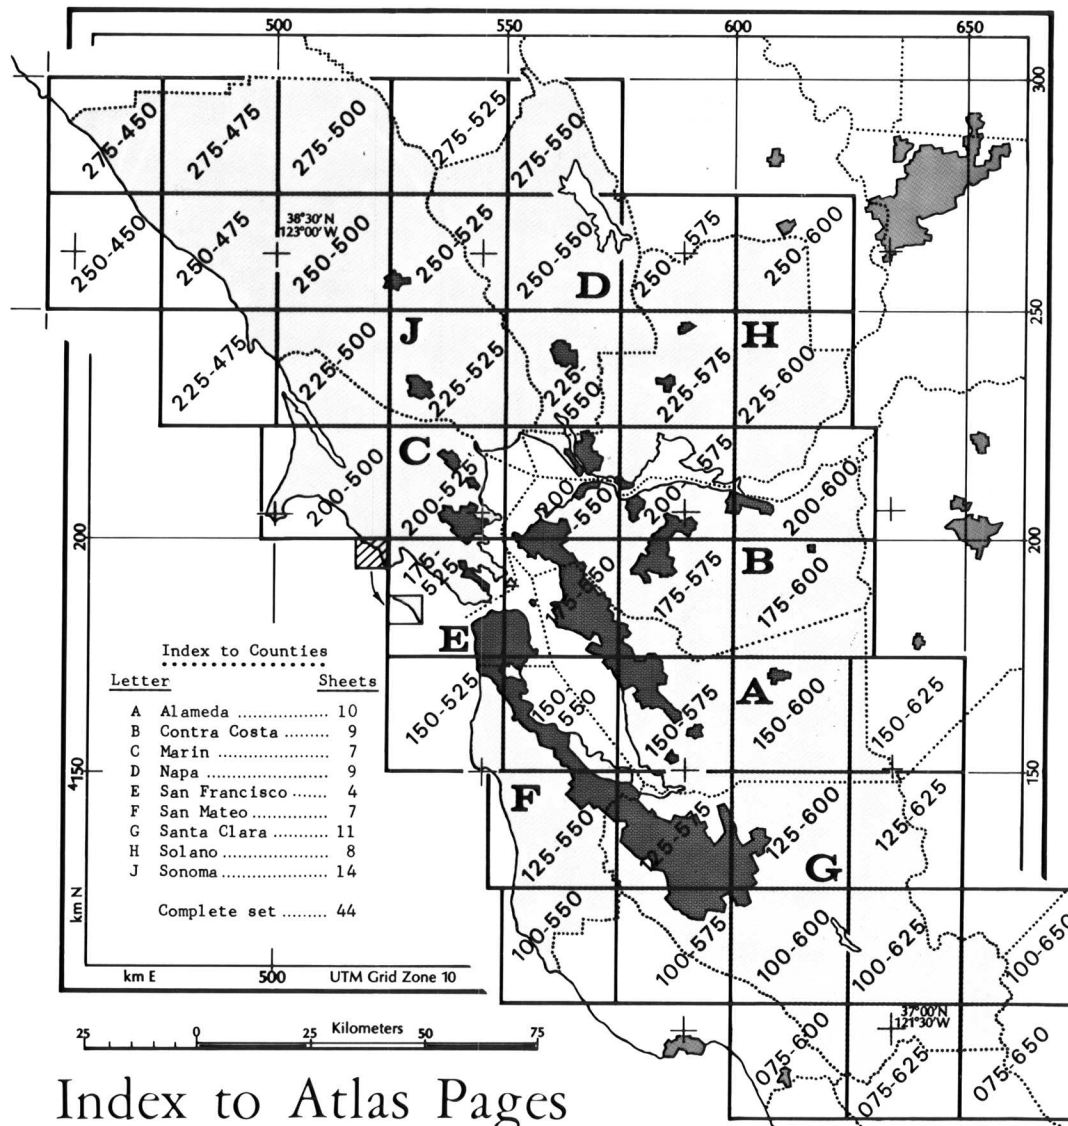 500 550 600 650
300
275-450 275-475 275-500 275-525 275-550
38°30'N
123°00'W
250-450 250-475 250-500 250-525 250-550 250-575 250-600
D
250
J H
225-475 225-500 225-525 225-
550 225-575 225-600
C
200-500 200-525 200
550 200-
575 200-600
200 200
B
175-
525 175-550 175-575 175-600
E
Index to Counties
Letter Sheets
A Alameda ................ 10
B Contra Costa ........ 9
C Marin .................. 7
D Napa .................... 9
E San Francisco ...... 4
F San Mateo ............ 7
G Santa Clara ......... 11
H Solano ................. 8
J Sonoma ................ 14
Complete set ........ 44
A
150-525 150-
550 150-575 150-600 150-625
4150 150
F
125-550 125-575 125-600 125-625
G
km N
100-550 100-575 100-600 100-625 100-650
km E 500 UTM Grid Zone 10
37°00'N
121°30'W
25 0 25 Kilometers 50 75
075-600 075-625 075-650
Index to Atlas Pages